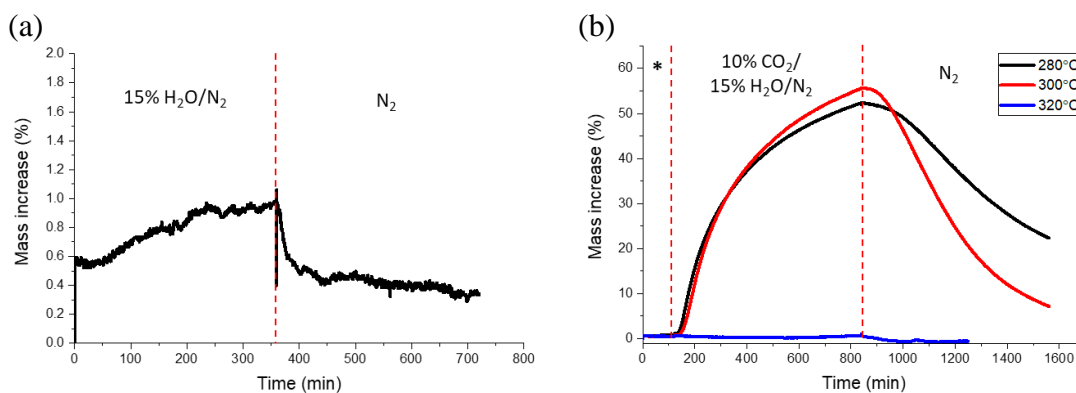 (a)
2.0
1.8
1.6
1.4
1.2
1.0
0.8
0.6
0.4
0.2
0.0
Mass increase (%)
15% H₂O/N₂
N₂
0 100 200 300 400 500 600 700 800
Time (min)
(b)
60
50
40
30
20
10
0
Mass increase (%)
*
10% CO₂/
15% H₂O/N₂
N₂
280°C
300°C
320°C
0 200 400 600 800 1000 1200 1400 1600
Time (min)